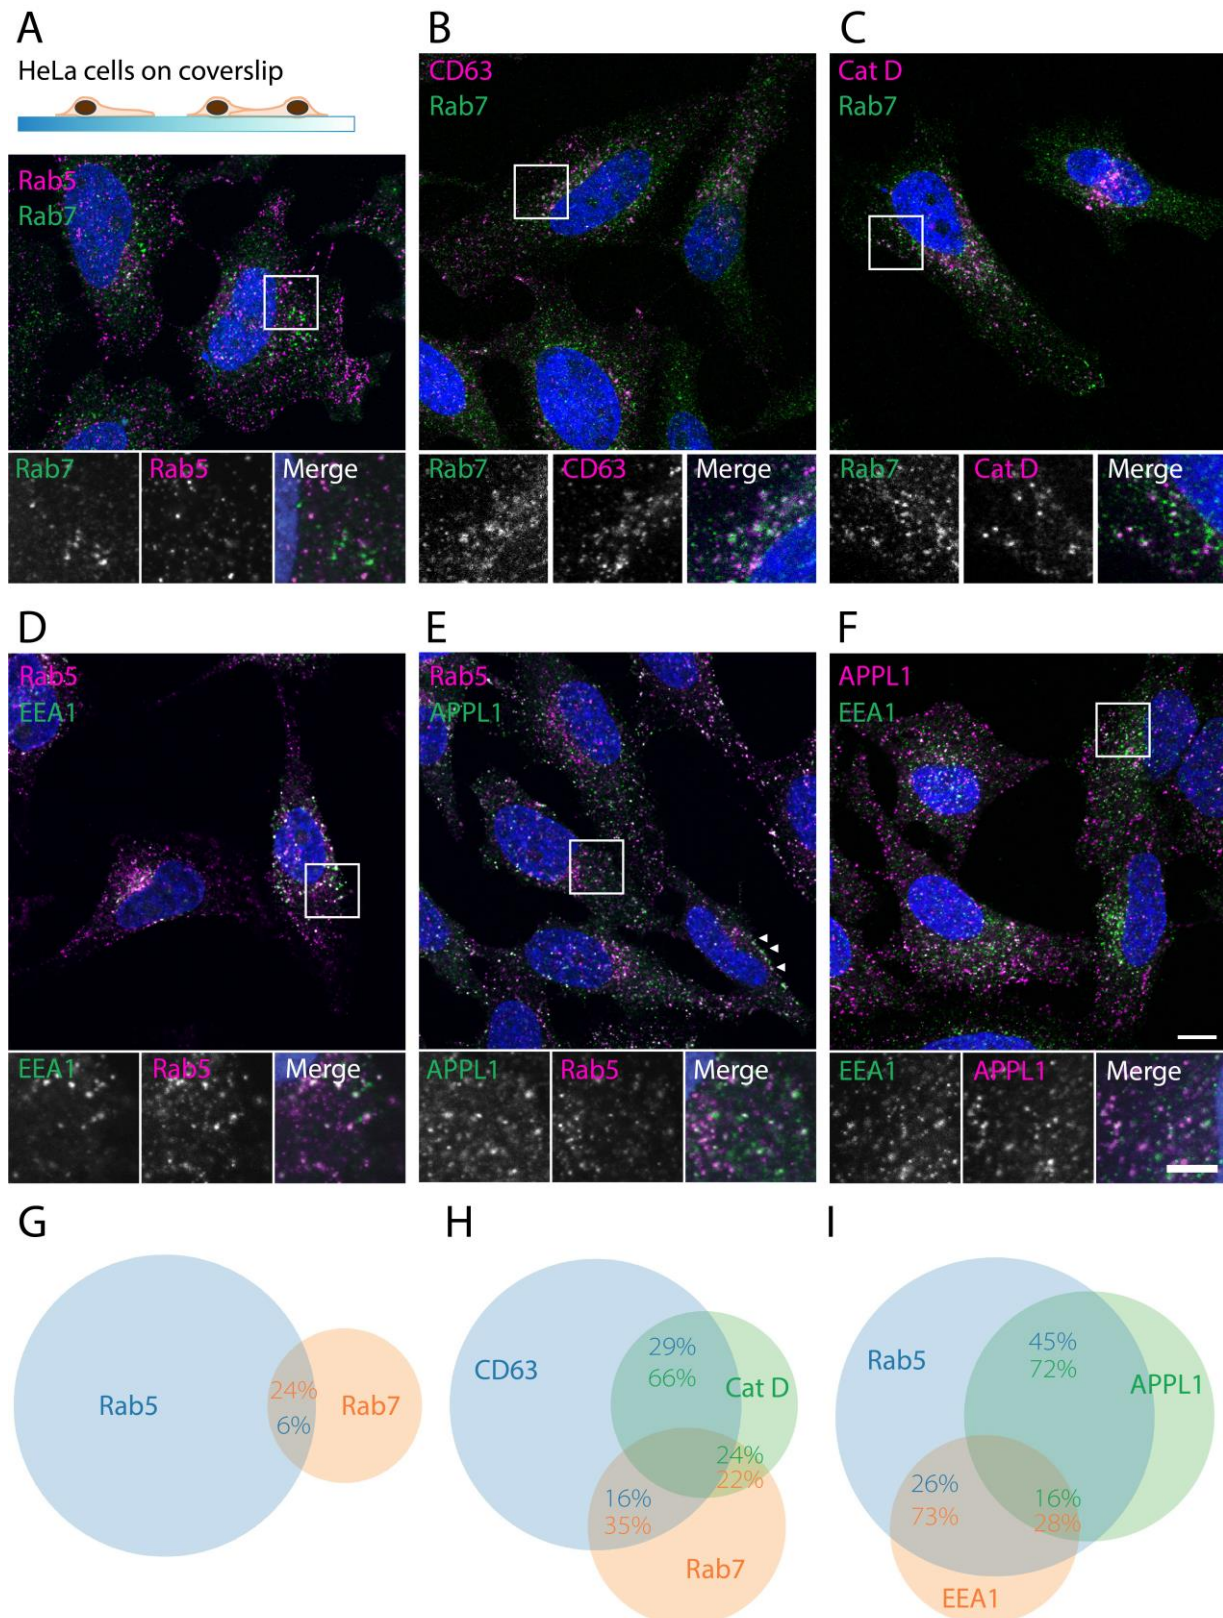 A
HeLa cells on coverslip
Rab5
Rab7
Rab7
Rab5
Merge
B
CD63
Rab7
Rab7
CD63
Merge
C
Cat D
Rab7
Rab7
Cat D
Merge
D
Rab5
EEA1
EEA1
Rab5
Merge
E
Rab5
APPL1
APPL1
Rab5
Merge
F
APPL1
EEA1
EEA1
APPL1
Merge
G
Rab5
24%
6%
Rab7
H
CD63
29%
66%
Cat D
24%
22%
16%
35%
Rab7
I
Rab5
45%
72%
APPL1
26%
73%
16%
28%
EEA1